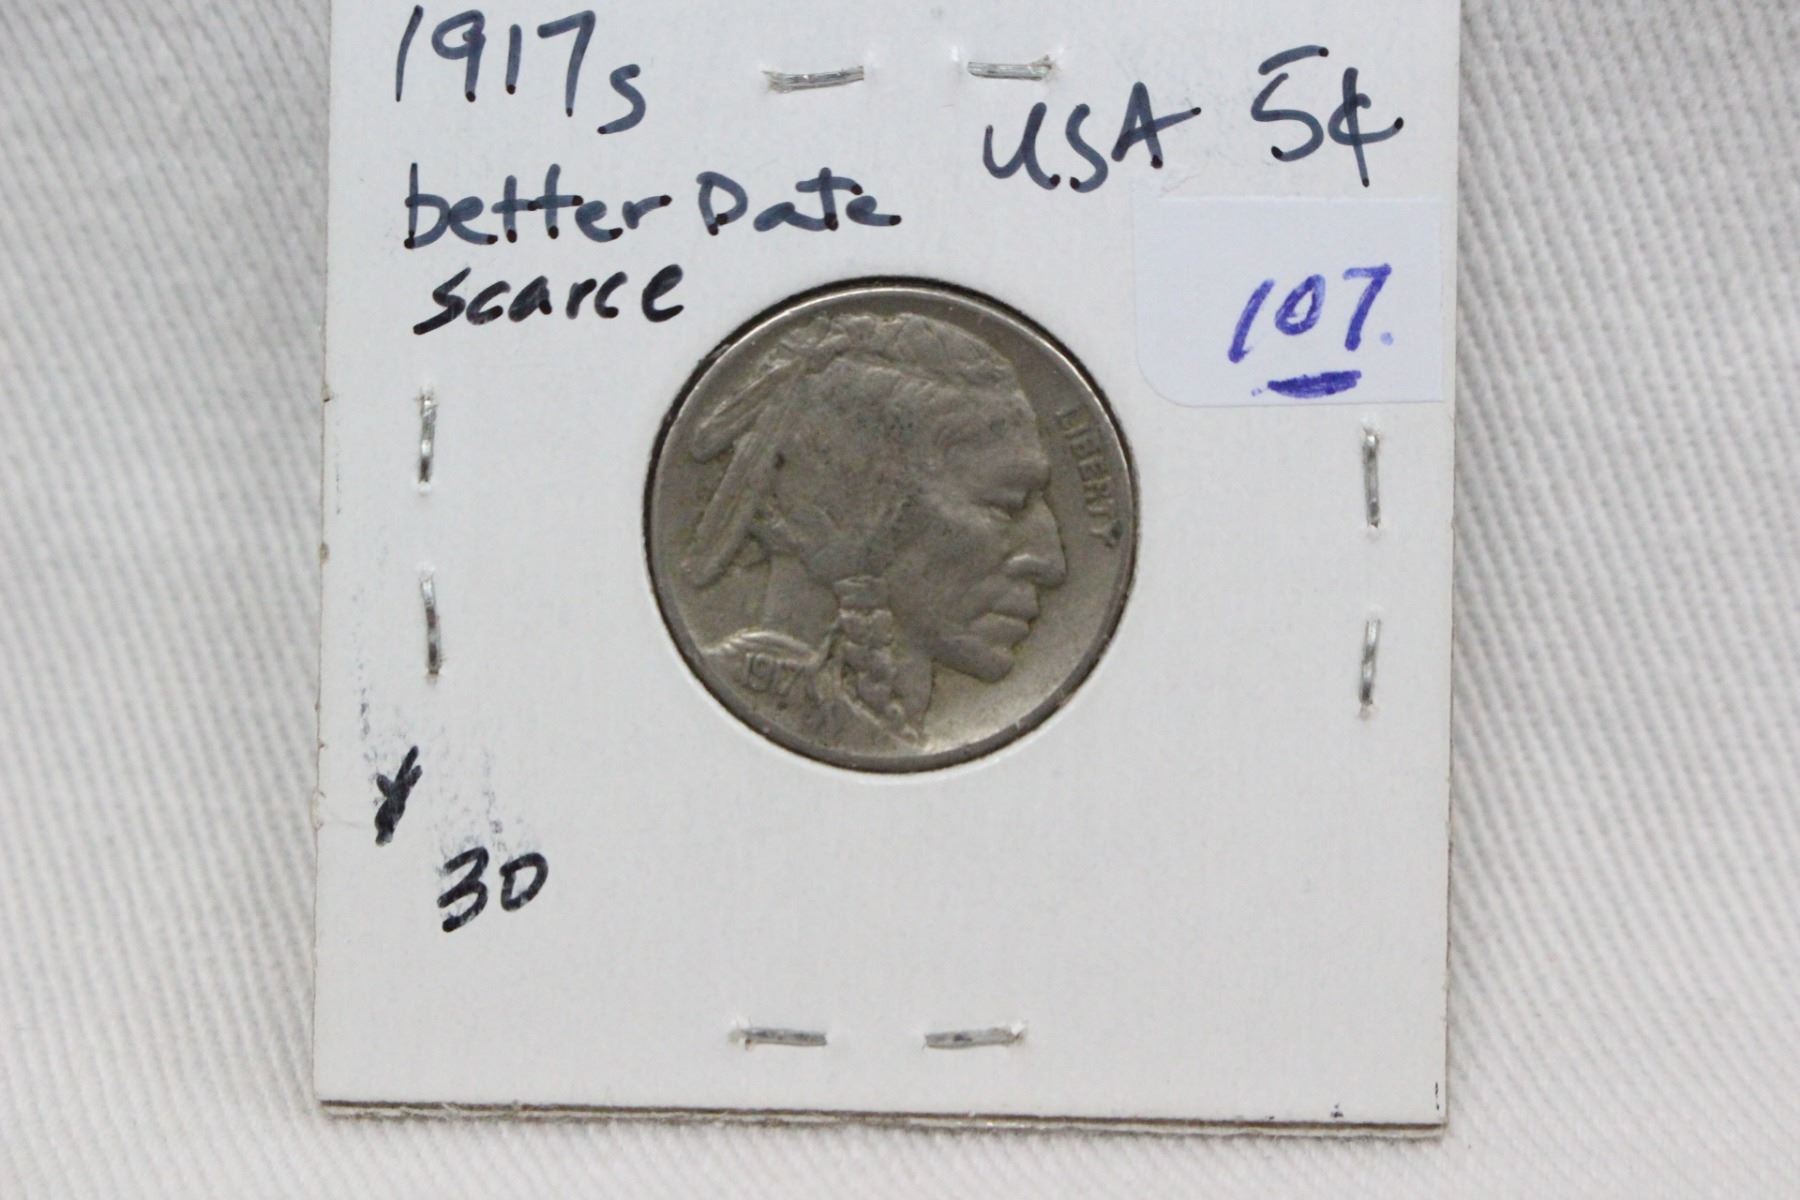 1917s
USA 5¢
better Date
scarce
107.
LIBERTY
1917
30